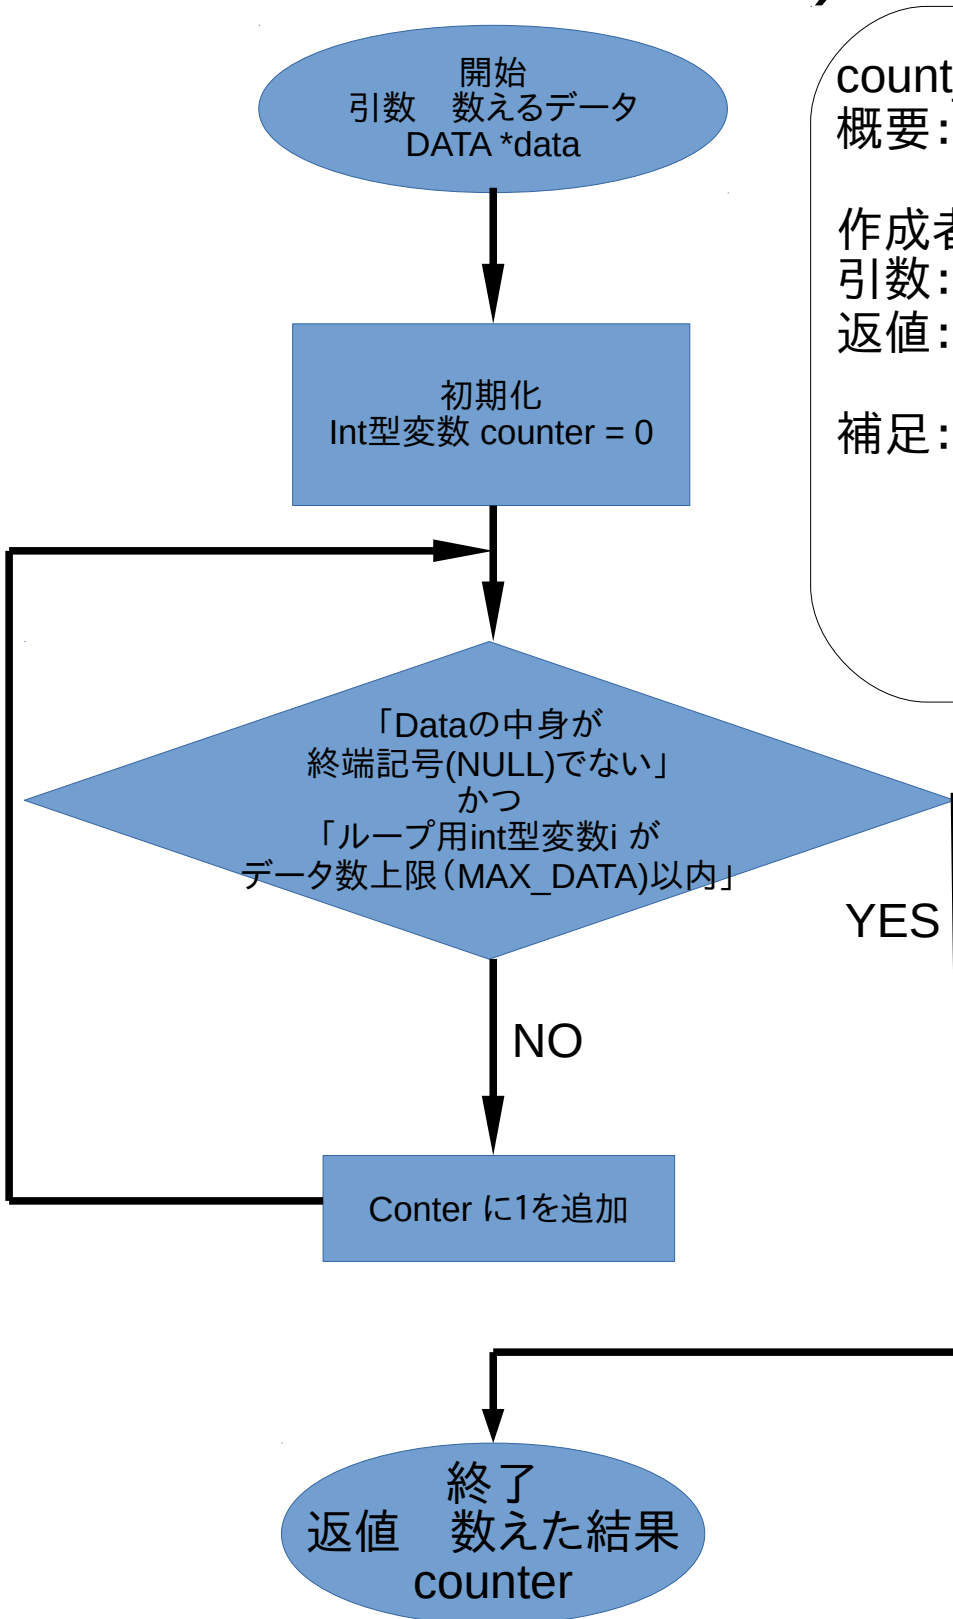 開始
引数　数えるデータ
DATA *data
初期化
Int型変数 counter = 0
「Dataの中身が
終端記号(NULL)でない」
かつ
「ループ用int型変数i が
データ数上限（MAX_DATA)以内」
YES
NO
Conter に1を追加
終了
返値　数えた結果
counter
count
概要：
作成者
引数：
返値：
補足：